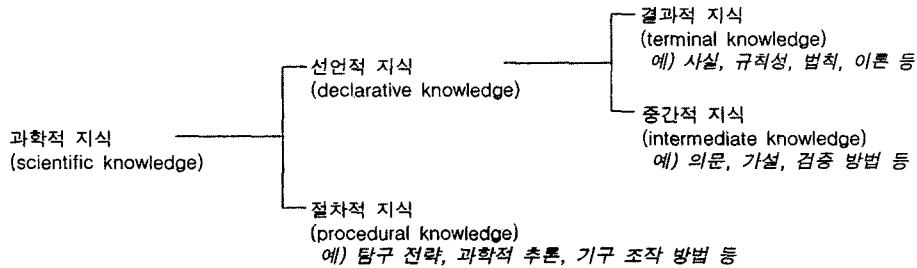 결과적 지식
(terminal knowledge)
예) 사실, 규칙성, 법칙, 이론 등
선언적 지식
(declarative knowledge)
중간적 지식
(intermediate knowledge)
예) 의문, 가설, 검증 방법 등
과학적 지식
(scientific knowledge)
절차적 지식
(procedural knowledge)
예) 탐구 전략, 과학적 추론, 기구 조작 방법 등